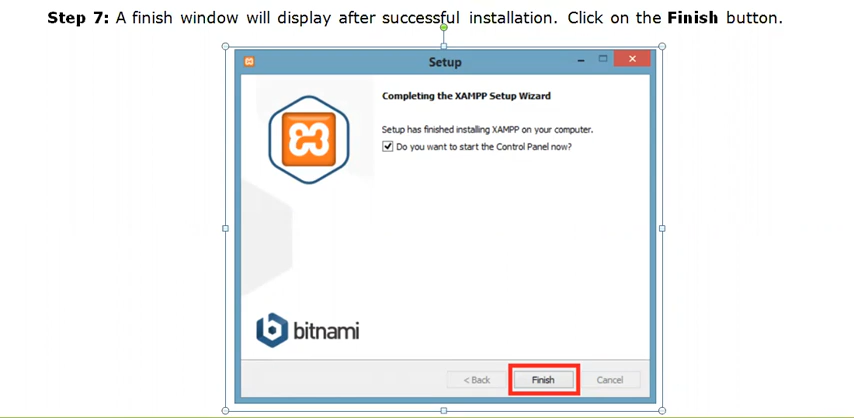 Step 7: A finish window will display after successful installation. Click on the Finish button.
Setup
Completing the XAMPP Setup Wizard
Setup has finished installing XAMPP on your computer.
Do you want to start the Control Panel now?
bitnami
< Back Finish Cancel